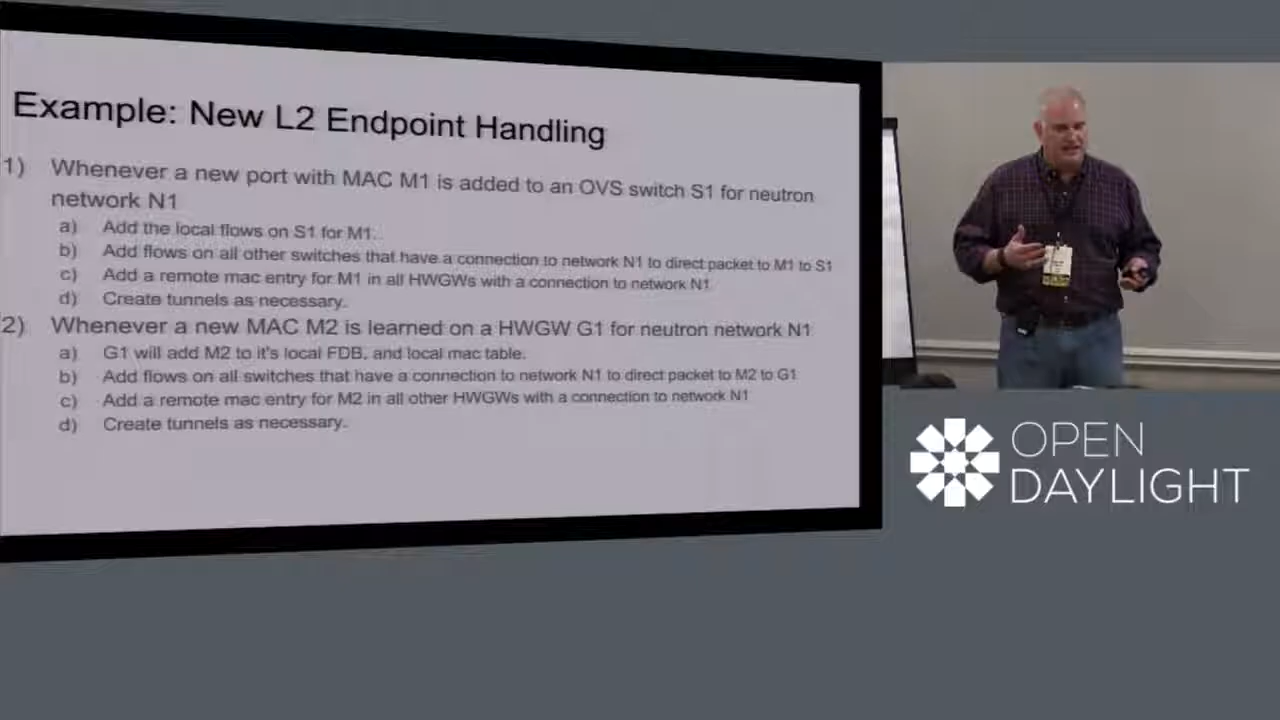 Example: New L2 Endpoint Handling
1) Whenever a new port with MAC M1 is added to an OVS switch S1 for neutron
network N1
a) Add the local flows on S1 for M1.
b) Add flows on all other switches that have a connection to network N1 to direct packet to M1 to S1
c) Add a remote mac entry for M1 in all HWGWs with a connection to network N1
d) Create tunnels as necessary.
2) Whenever a new MAC M2 is learned on a HWGW G1 for neutron network N1
a) G1 will add M2 to it's local FDB, and local mac table.
b) Add flows on all switches that have a connection to network N1 to direct packet to M2 to G1
c) Add a remote mac entry for M2 in all other HWGWs with a connection to network N1
d) Create tunnels as necessary.
OPEN
DAYLIGHT